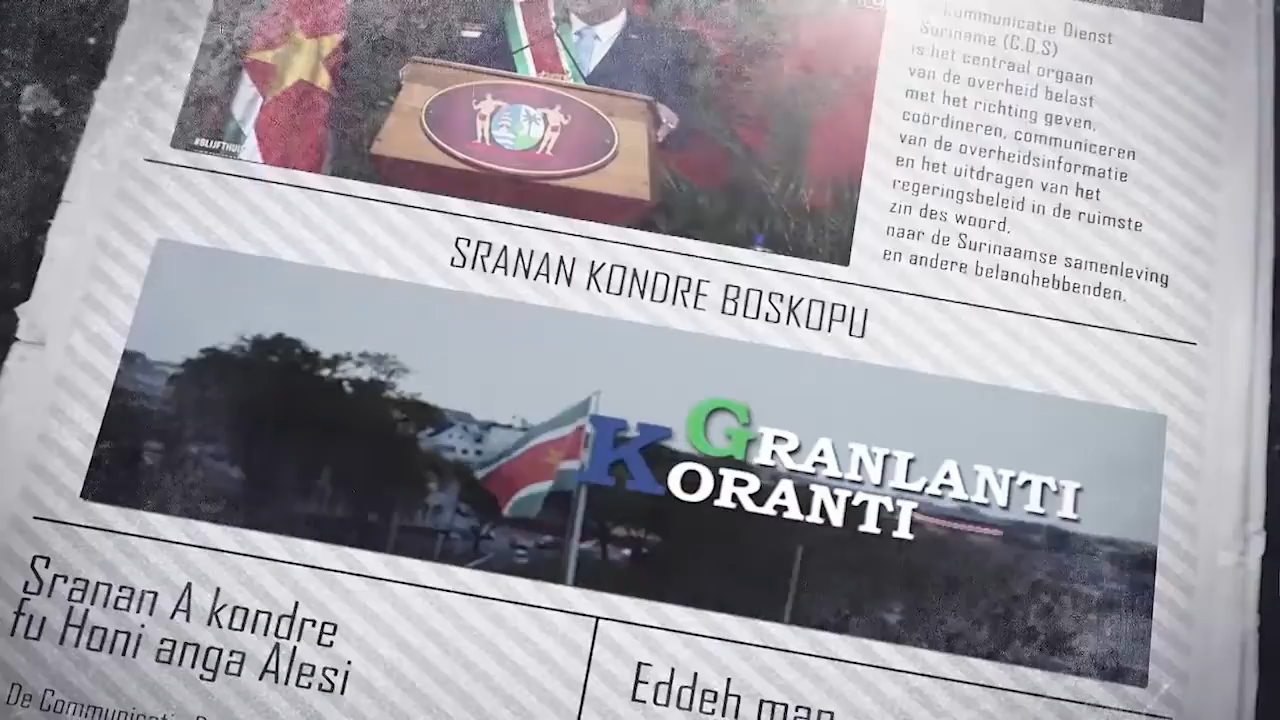 #BLIJFTHUIS
Communicatie Dienst
Suriname (C.D.S)
is het centraal orgaan
van de overheid belast
met het richting geven,
coördineren, communiceren
van de overheidsinformatie
en het uitdragen van het
regeringsbeleid in de ruimste
zin des woord,
naar de Surinaamse samenleving
en andere belanghebbenden.
SRANAN KONDRE BOSKOPU
GRANLANTI
KORANTI
Sranan A kondre
fu Honi anga Alesi
De
Eddeh man